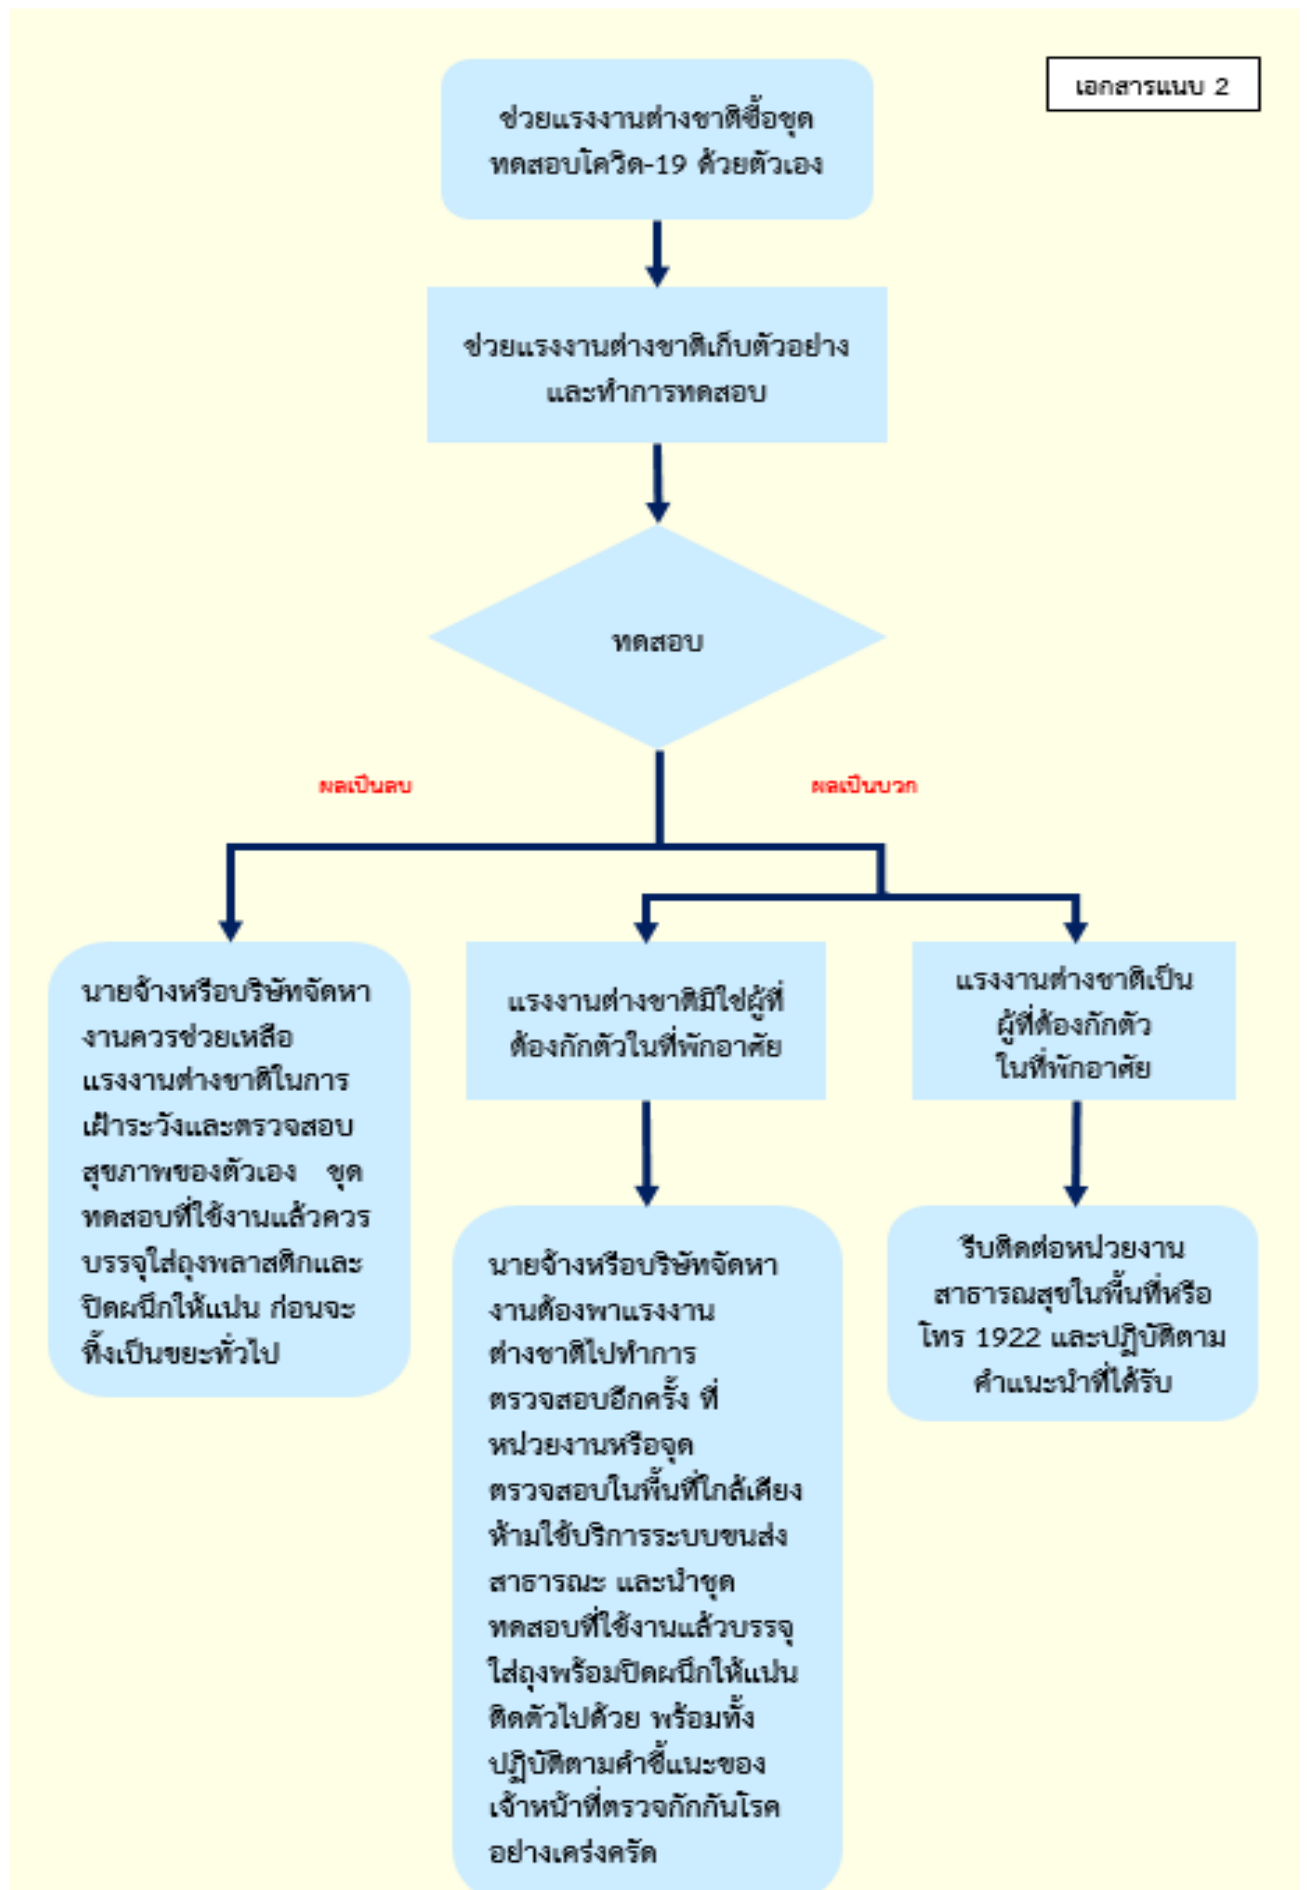 เอกสารแนบ 2
ช่วยแรงงานต่างชาติซื้อชุด
ทดสอบโควิด-19 ด้วยตัวเอง
ช่วยแรงงานต่างชาติเก็บตัวอย่าง
และทำการทดสอบ
ทดสอบ
ผลเป็นลบ
ผลเป็นบวก
นายจ้างหรือบริษัทจัดหา
งานควรช่วยเหลือ
แรงงานต่างชาติในการ
เฝ้าระวังและตรวจสอบ
สุขภาพของตัวเอง ชุด
ทดสอบที่ใช้งานแล้วควร
บรรจุใส่ถุงพลาสติกและ
ปิดผนึกให้แน่น ก่อนจะ
ทิ้งเป็นขยะทั่วไป
แรงงานต่างชาติมิใช่ผู้ที่
ต้องกักตัวในที่พักอาศัย
นายจ้างหรือบริษัทจัดหา
งานต้องพาแรงงาน
ต่างชาติไปทำการ
ตรวจสอบอีกครั้ง ที่
หน่วยงานหรือจุด
ตรวจสอบในพื้นที่ใกล้เคียง
ห้ามใช้บริการระบบขนส่ง
สาธารณะ และนำชุด
ทดสอบที่ใช้งานแล้วบรรจุ
ใส่ถุงพร้อมปิดผนึกให้แน่น
ติดตัวไปด้วย พร้อมทั้ง
ปฏิบัติตามคำชี้แนะของ
เจ้าหน้าที่ตรวจกักกันโรค
อย่างเคร่งครัด
แรงงานต่างชาติเป็น
ผู้ที่ต้องกักตัว
ในที่พักอาศัย
รีบติดต่อหน่วยงาน
สาธารณสุขในพื้นที่หรือ
โทร 1922 และปฏิบัติตาม
คำแนะนำที่ได้รับ